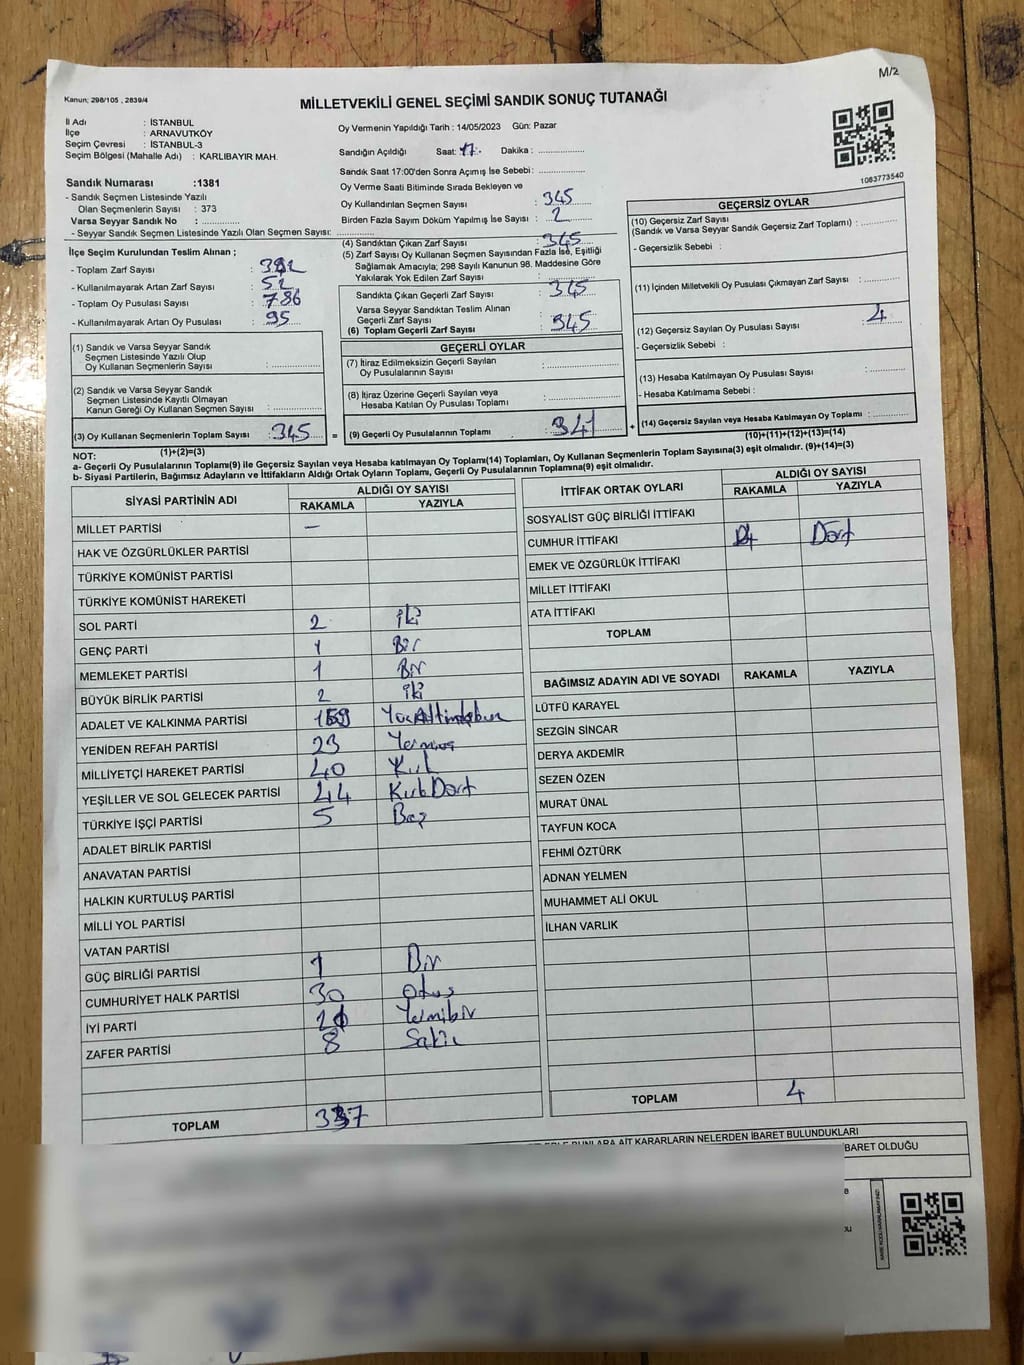 M/2
Kanun; 298/105 , 2839/4
MİLLETVEKİLİ GENEL SEÇİMİ SANDIK SONUÇ TUTANAĞI
İl Adı : İSTANBUL
İlçe : ARNAVUTKÖY
Seçim Çevresi : İSTANBUL-3
Seçim Bölgesi (Mahalle Adı) : KARLIBAYIR MAH.
Oy Vermenin Yapıldığı Tarih : 14/05/2023 Gün: Pazar
Sandığın Açıldığı Saat: 17. Dakika : ..................
Sandık Saat 17:00'den Sonra Açımış İse Sebebi: ..................
1083773540
Sandık Numarası :1381
- Sandık Seçmen Listesinde Yazılı
Olan Seçmenlerin Sayısı : 373
Varsa Seyyar Sandık No : ..................
- Seyyar Sandık Seçmen Listesinde Yazılı Olan Seçmen Sayısı: ..................
Oy Verme Saati Bitiminde Sırada Bekleyen ve
Oy Kullandırılan Seçmen Sayısı : 345
Birden Fazla Sayım Döküm Yapılmış İse Sayısı : 2
İlçe Seçim Kurulundan Teslim Alınan ;
- Toplam Zarf Sayısı :
- Kullanılmayarak Artan Zarf Sayısı : 52
- Toplam Oy Pusulası Sayısı : 786
- Kullanılmayarak Artan Oy Pusulası : 95
(4) Sandıktan Çıkan Zarf Sayısı : 345
(5) Zarf Sayısı Oy Kullanan Seçmen Sayısından Fazla İse, Eşitliği
Sağlamak Amacıyla; 298 Sayılı Kanunun 98. Maddesine Göre
Yakılarak Yok Edilen Zarf Sayısı : ..................
Sandıkta Çıkan Geçerli Zarf Sayısı : 345
Varsa Seyyar Sandıktan Teslim Alınan
Geçerli Zarf Sayısı
(6) Toplam Geçerli Zarf Sayısı : 345
GEÇERSİZ OYLAR
(10) Geçersiz Zarf Sayısı
(Sandık ve Varsa Seyyar Sandık Geçersiz Zarf Toplamı) : ..................
- Geçersizlik Sebebi :
(11) İçinden Milletvekili Oy Pusulası Çıkmayan Zarf Sayısı : ..................
(12) Geçersiz Sayılan Oy Pusulası Sayısı : 4
- Geçersizlik Sebebi :
(13) Hesaba Katılmayan Oy Pusulası Sayısı : ..................
- Hesaba Katılmama Sebebi :
(14) Geçersiz Sayılan veya Hesaba Katılmayan Oy Toplamı : ..................
(10)+(11)+(12)+(13)=(14)
(1) Sandık ve Varsa Seyyar Sandık
Seçmen Listesinde Yazılı Olup
Oy Kullanan Seçmenlerin Sayısı : ..................
(2) Sandık ve Varsa Seyyar Sandık
Seçmen Listelerinde Kayıtlı Olmayan
Kanun Gereği Oy Kullanan Seçmen Sayısı : ..................
(3) Oy Kullanan Seçmenlerin Toplam Sayısı : 345 =
(1)+(2)=(3)
GEÇERLİ OYLAR
(7) İtiraz Edilmeksizin Geçerli Sayılan
Oy Pusulalarının Sayısı : ..................
(8) İtiraz Üzerine Geçerli Sayılan veya
Hesaba Katılan Oy Pusulası Toplamı : ..................
(9) Geçerli Oy Pusulalarının Toplamı : 341 +
NOT:
a- Geçerli Oy Pusulalarının Toplamı(9) ile Geçersiz Sayılan veya Hesaba katılmayan Oy Toplamı(14) Toplamları, Oy Kullanan Seçmenlerin Toplam Sayısına(3) eşit olmalıdır. (9)+(14)=(3)
b- Siyasi Partilerin, Bağımsız Adayların ve İttifakların Aldığı Ortak Oyların Toplamı, Geçerli Oy Pusulalarının Toplamına(9) eşit olmalıdır.
SİYASİ PARTİNİN ADI ALDIĞI OY SAYISI
RAKAMLA YAZIYLA
MİLLET PARTİSİ –
HAK VE ÖZGÜRLÜKLER PARTİSİ
TÜRKİYE KOMÜNİST PARTİSİ
TÜRKİYE KOMÜNİST HAREKETİ
SOL PARTİ 2 iki
GENÇ PARTİ 1 Bir
MEMLEKET PARTİSİ 1 Bir
BÜYÜK BİRLİK PARTİSİ 2 iki
ADALET VE KALKINMA PARTİSİ
YENİDEN REFAH PARTİSİ 23
MİLLİYETÇİ HAREKET PARTİSİ 40 Kırk
YEŞİLLER VE SOL GELECEK PARTİSİ 44 KırkDört
TÜRKİYE İŞÇİ PARTİSİ 5 Beş
ADALET BİRLİK PARTİSİ
ANAVATAN PARTİSİ
HALKIN KURTULUŞ PARTİSİ
MİLLİ YOL PARTİSİ
VATAN PARTİSİ
GÜÇ BİRLİĞİ PARTİSİ 1 Bir
CUMHURİYET HALK PARTİSİ 30 otuz
İYİ PARTİ 21 Yermibir
ZAFER PARTİSİ 8 Sekiz
TOPLAM 337
İTTİFAK ORTAK OYLARI ALDIĞI OY SAYISI
RAKAMLA YAZIYLA
SOSYALİST GÜÇ BİRLİĞİ İTTİFAKI
CUMHUR İTTİFAKI 4 Dört
EMEK VE ÖZGÜRLÜK İTTİFAKI
MİLLET İTTİFAKI
ATA İTTİFAKI
TOPLAM
BAĞIMSIZ ADAYIN ADI VE SOYADI RAKAMLA YAZIYLA
LÜTFÜ KARAYEL
SEZGİN SİNCAR
DERYA AKDEMİR
SEZEN ÖZEN
MURAT ÜNAL
TAYFUN KOCA
FEHMİ ÖZTÜRK
ADNAN YELMEN
MUHAMMET ALİ OKUL
İLHAN VARLIK
TOPLAM 4
BUNLARA AİT KARARLARIN NELERDEN İBARET BULUNDUKLARI
İBARET OLDUĞU